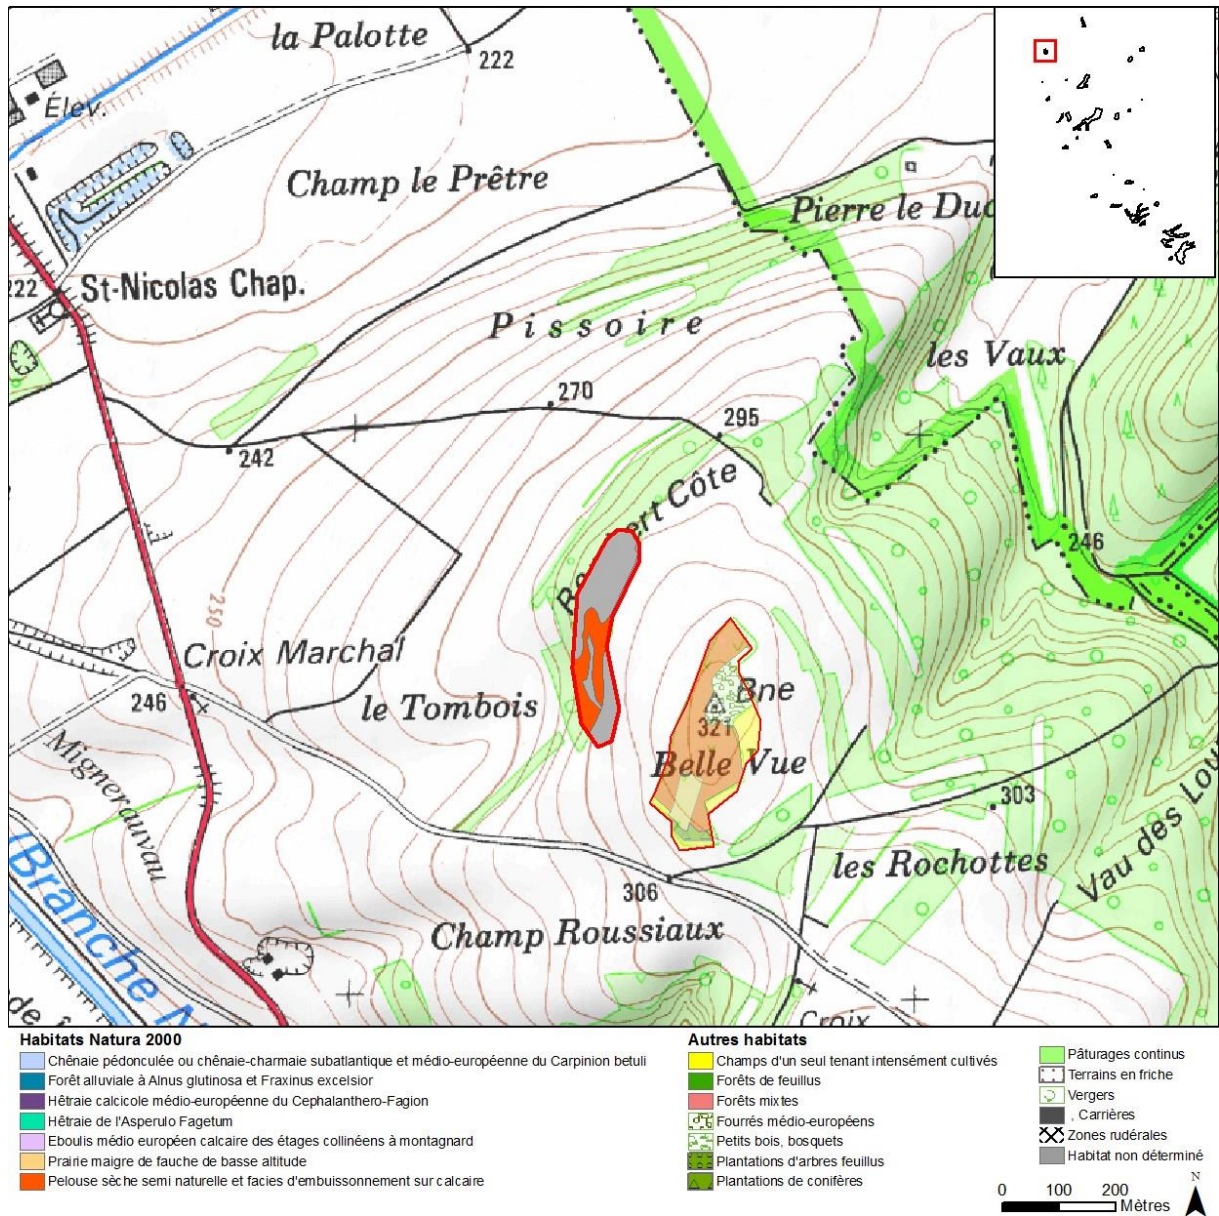 la Palotte
222
Élev.
Champ le Prêtre
Pierre le Duc
222
St-Nicolas Chap.
Pissoire
les Vaux
270
295
242
Côte
246
250
Croix Marchal
246
le Tombois
Bne
321
Belle Vue
303
Mignerauvau
les Rochottes
Vau des Lou
306
Champ Roussiaux
Branche N
de
Croix
Habitats Natura 2000
Chênaie pédonculée ou chênaie-charmaie subatlantique et médio-européenne du Carpinion betuli
Forêt alluviale à Alnus glutinosa et Fraxinus excelsior
Hêtraie calcicole médio-européenne du Cephalanthero-Fagion
Hêtraie de l'Asperulo Fagetum
Eboulis médio européen calcaire des étages collinéens à montagnard
Prairie maigre de fauche de basse altitude
Pelouse sèche semi naturelle et facies d'embuissonnement sur calcaire
Autres habitats
Champs d'un seul tenant intensément cultivés
Forêts de feuillus
Forêts mixtes
Fourrés médio-européens
Petits bois, bosquets
Plantations d'arbres feuillus
Plantations de conifères
Pâturages continus
Terrains en friche
Vergers
, Carrières
Zones rudérales
Habitat non déterminé
0 100 200
Mètres
N